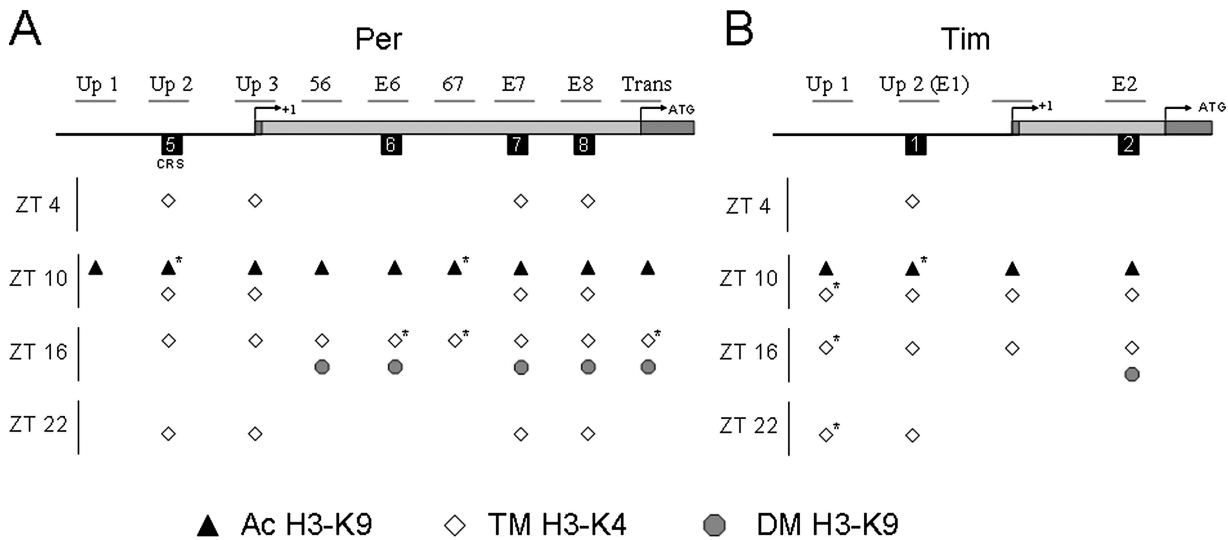 A B
Per Tim
Up 1 Up 2 Up 3 56 E6 67 E7 E8 Trans Up 1 Up 2 (E1) E2
+1 ATG +1 ATG
5 6 7 8 1 2
CRS
ZT 4 ZT 4
* * *
ZT 10 ZT 10
*
* * * *
ZT 16 ZT 16
ZT 22 * ZT 22
Ac H3-K9 TM H3-K4 DM H3-K9